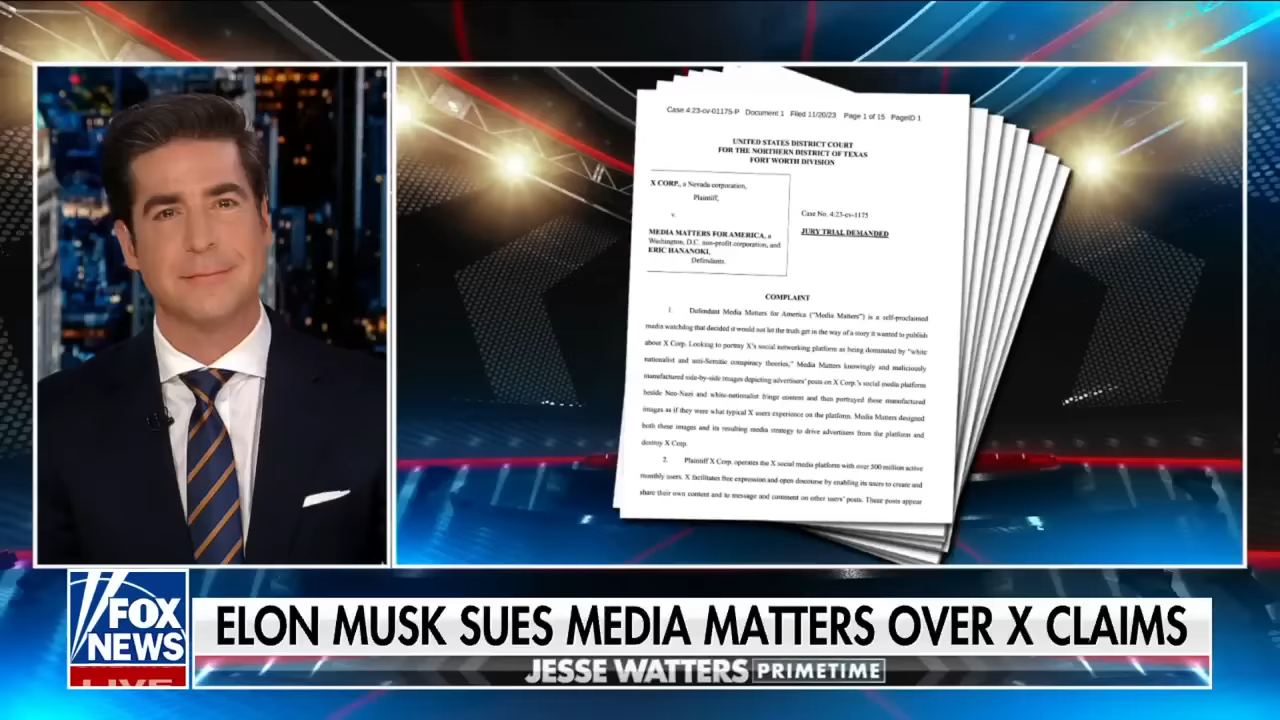 Case 4:23-cv-01175-P Document 1 Filed 11/20/23 Page 1 of 15 PageID 1
UNITED STATES DISTRICT COURT
FOR THE NORTHERN DISTRICT OF TEXAS
FORT WORTH DIVISION
X CORP., a Nevada corporation,
Plaintiff,
v.
MEDIA MATTERS FOR AMERICA, a
Washington, D.C. non-profit corporation, and
ERIC HANANOKI,
Defendants.
Case No. 4:23-cv-1175
JURY TRIAL DEMANDED
COMPLAINT
1. Defendant Media Matters for America ("Media Matters") is a self-proclaimed
media watchdog that decided it would not let the truth get in the way of a story it wanted to publish
about X Corp. Looking to portray X's social networking platform as being dominated by "white
nationalist and anti-Semitic conspiracy theories," Media Matters knowingly and maliciously
manufactured side-by-side images depicting advertisers' posts on X Corp.'s social media platform
beside Neo-Nazi and white-nationalist fringe content and then portrayed these manufactured
images as if they were what typical X users experience on the platform. Media Matters designed
both these images and its resulting media strategy to drive advertisers from the platform and
destroy X Corp.
2. Plaintiff X Corp. operates the X social media platform with over 500 million active
monthly users. X facilitates free expression and open discourse by enabling its users to create and
share their own content and to message and comment on other users' posts. These posts appear
FOX
NEWS
LIVE
ELON MUSK SUES MEDIA MATTERS OVER X CLAIMS
JESSE WATTERS PRIMETIME